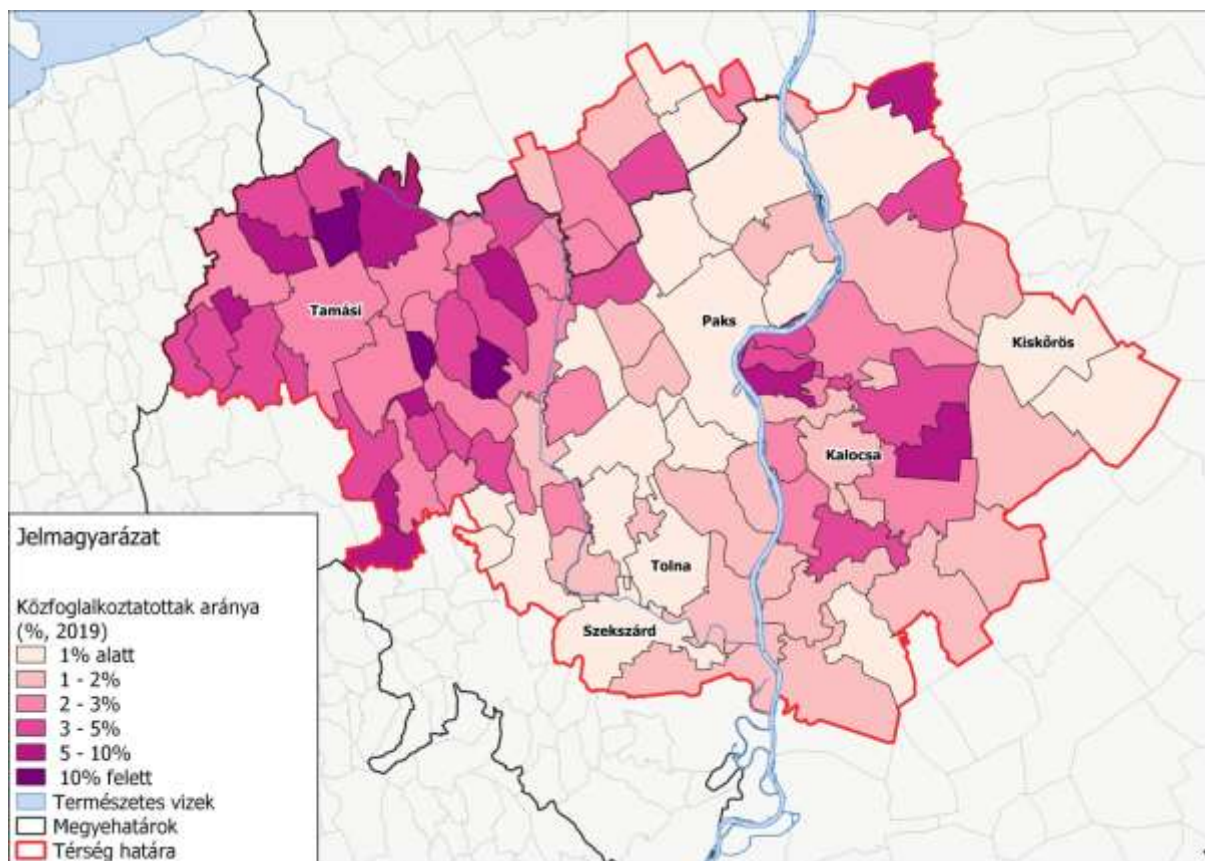 Tamási
Paks
Kiskőrös
Kalocsa
Tolna
Szekszárd
Jelmagyarázat
Közfoglalkoztatottak aránya
(%, 2019)
1% alatt
1 - 2%
2 - 3%
3 - 5%
5 - 10%
10% felett
Természetes vizek
Megyehatárok
Térség határa